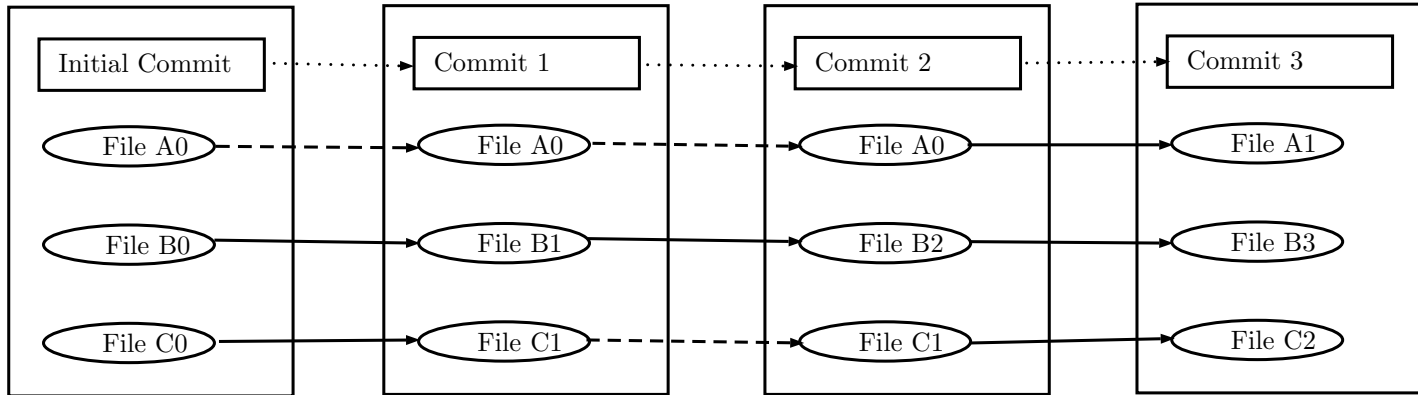 Initial Commit
Commit 1
Commit 2
Commit 3
File A0
File A0
File A0
File A1
File B0
File B1
File B2
File B3
File C0
File C1
File C1
File C2